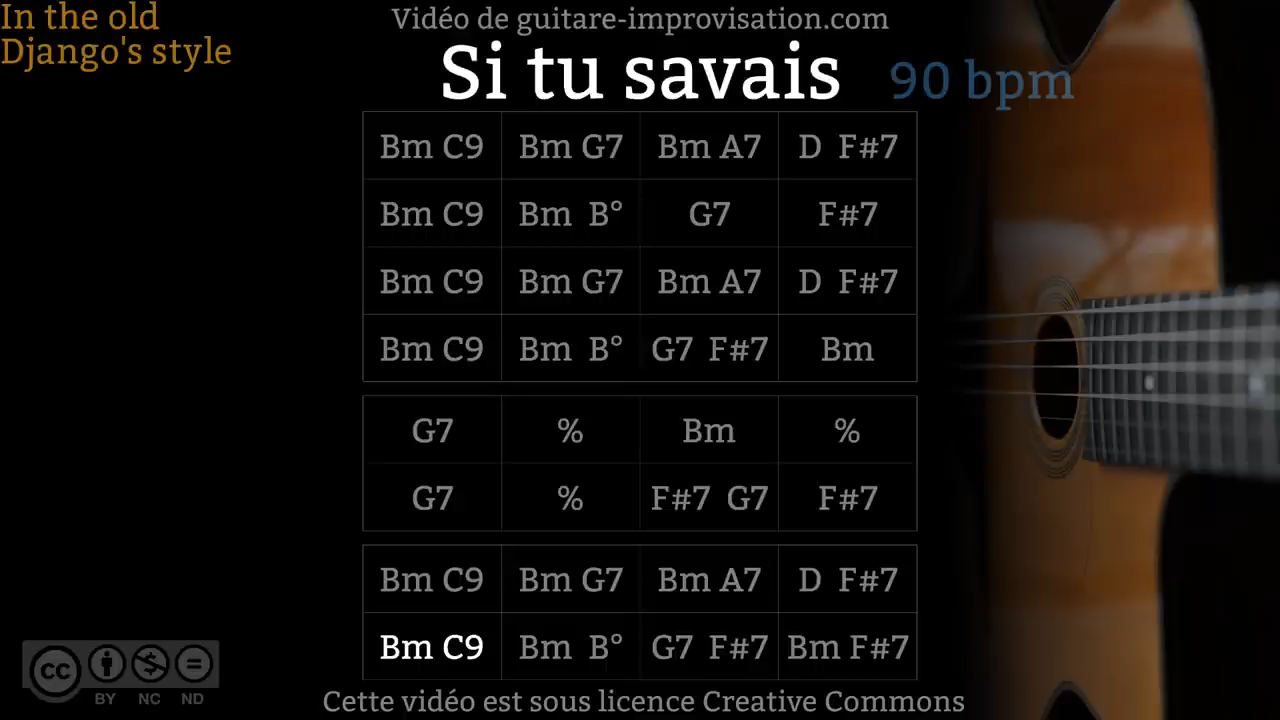 In the old
Django's style
Vidéo de guitare-improvisation.com
Si tu savais 90 bpm
Bm C9 Bm G7 Bm A7 D F#7
Bm C9 Bm B° G7 F#7
Bm C9 Bm G7 Bm A7 D F#7
Bm C9 Bm B° G7 F#7 Bm
G7 % Bm %
G7 % F#7 G7 F#7
Bm C9 Bm G7 Bm A7 D F#7
Bm C9 Bm B° G7 F#7 Bm F#7
cc
BY NC ND
Cette vidéo est sous licence Creative Commons